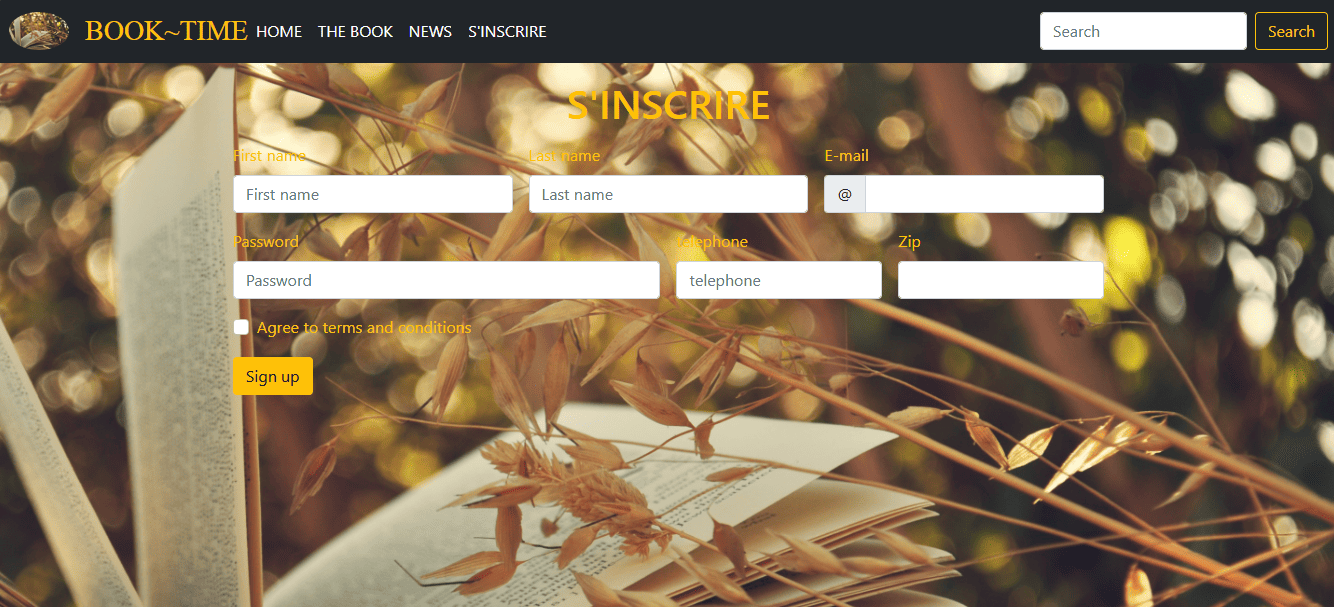 BOOK~TIME HOME THE BOOK NEWS S'INSCRIRE Search Search
S'INSCRIRE
First name Last name E-mail
First name Last name @
Password telephone Zip
Password telephone
Agree to terms and conditions
Sign up